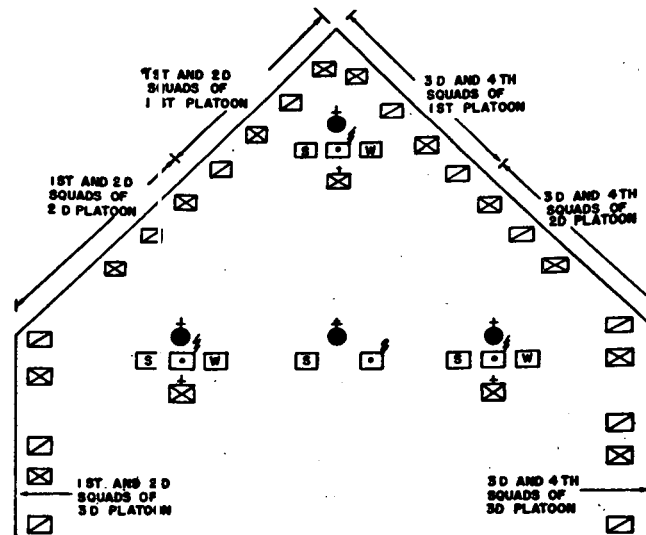 1ST AND 2D
SQUADS OF
1 IT PLATOON
3D AND 4TH
SQUADS OF
1ST PLATOON
S
W
1ST AND 2D
SQUADS OF
2D PLATOON
3D AND 4TH
SQUADS OF
2D PLATOON
S
W
S
S
W
1ST. AND 2D
SQUADS OF
3D PLATOON
3D AND 4TH
SQUADS OF
3D PLATOON